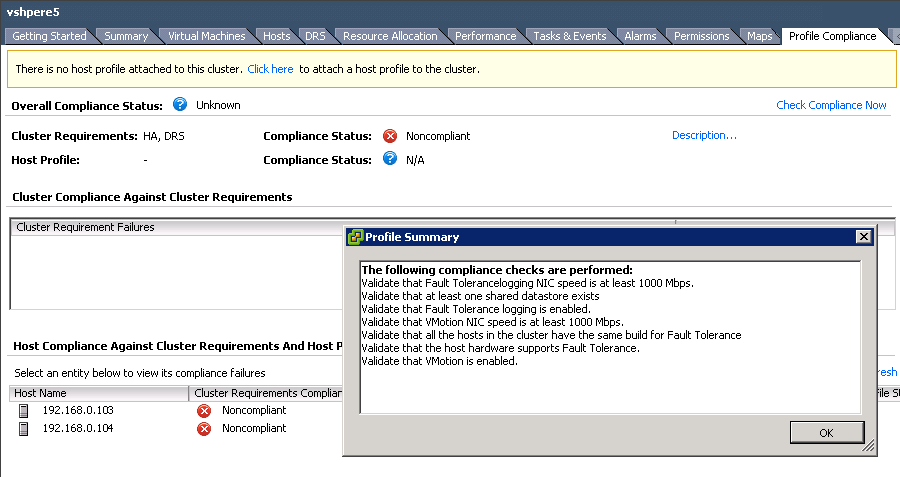 vshpere5
Getting Started Summary Virtual Machines Hosts DRS Resource Allocation Performance Tasks & Events Alarms Permissions Maps Profile Compliance
There is no host profile attached to this cluster. Click here to attach a host profile to the cluster.
Overall Compliance Status: ? Unknown Check Compliance Now
Cluster Requirements: HA, DRS Compliance Status: Noncompliant Description...
Host Profile: - Compliance Status: ? N/A
Cluster Compliance Against Cluster Requirements
Cluster Requirement Failures
Profile Summary
The following compliance checks are performed:
Validate that Fault Tolerancelogging NIC speed is at least 1000 Mbps.
Validate that at least one shared datastore exists
Validate that Fault Tolerance logging is enabled.
Validate that VMotion NIC speed is at least 1000 Mbps.
Validate that all the hosts in the cluster have the same build for Fault Tolerance
Validate that the host hardware supports Fault Tolerance.
Validate that VMotion is enabled.
OK
Host Compliance Against Cluster Requirements And Host P
Select an entity below to view its compliance failures resh
Host Name Cluster Requirements Complian file St
192.168.0.103 Noncompliant
192.168.0.104 Noncompliant